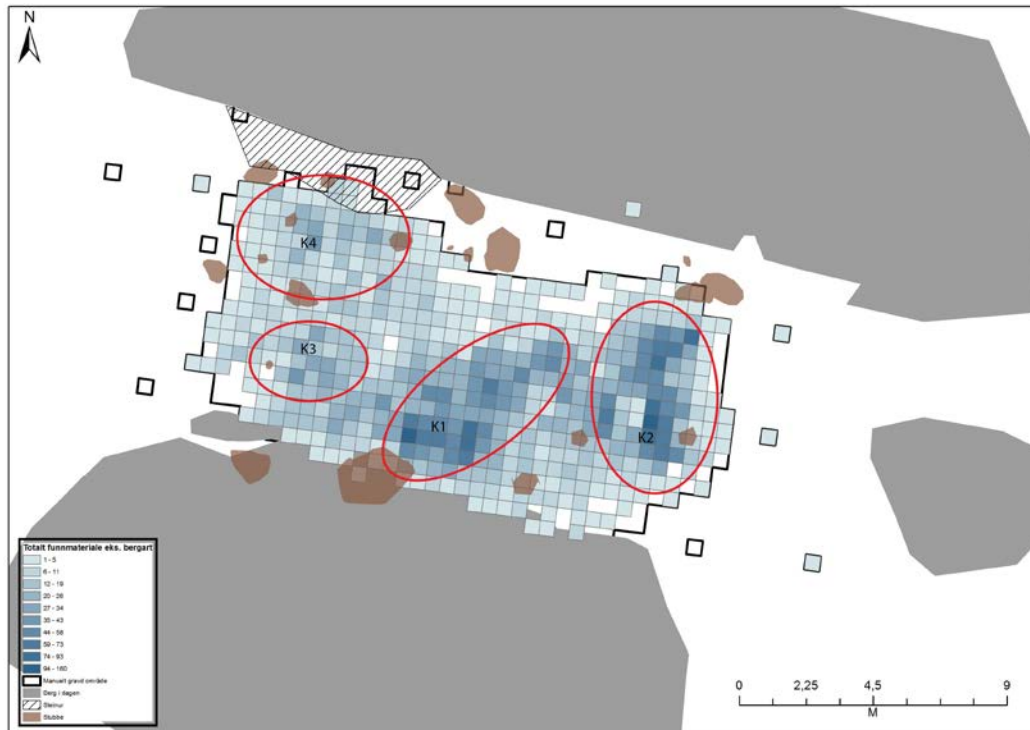 N
K4
K3
K1
K2
Totalt funnmateriale eks. bergart
1 - 5
6 - 11
12 - 19
20 - 26
27 - 34
35 - 43
44 - 58
59 - 73
74 - 93
94 - 160
Manuelt gravd område
Berg i dagen
Steinur
Stubbe
0 2,25 4,5 9
M